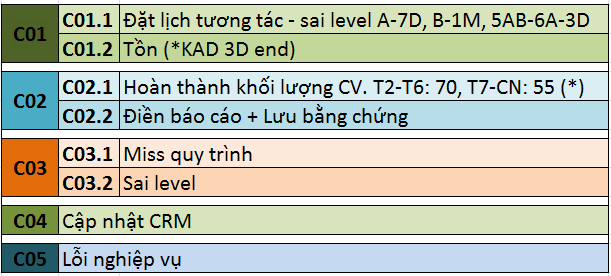 C01 C01.1 Đặt lịch tương tác - sai level A-7D, B-1M, 5AB-6A-3D
C01.2 Tồn (*KAD 3D end)
C02 C02.1 Hoàn thành khối lượng CV. T2-T6: 70, T7-CN: 55 (*)
C02.2 Điền báo cáo + Lưu bằng chứng
C03 C03.1 Miss quy trình
C03.2 Sai level
C04 Cập nhật CRM
C05 Lỗi nghiệp vụ